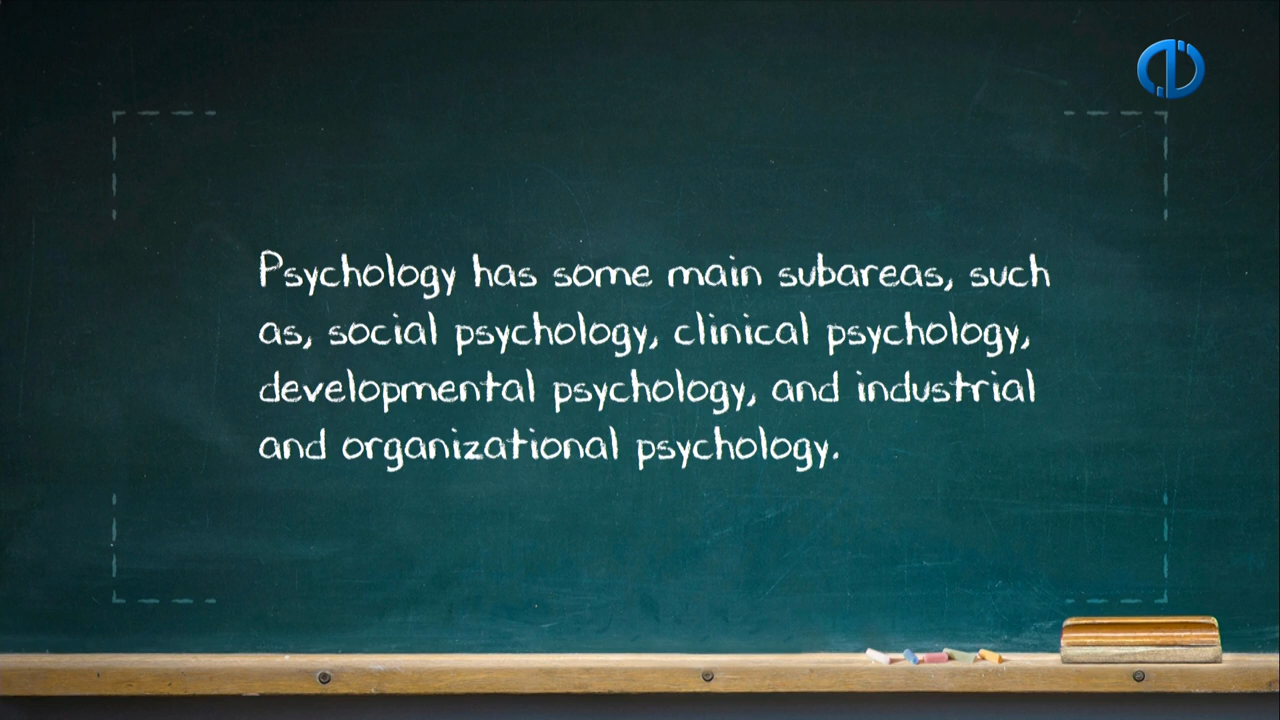 Psychology has some main subareas, such
as, social psychology, clinical psychology,
developmental psychology, and industrial
and organizational psychology.